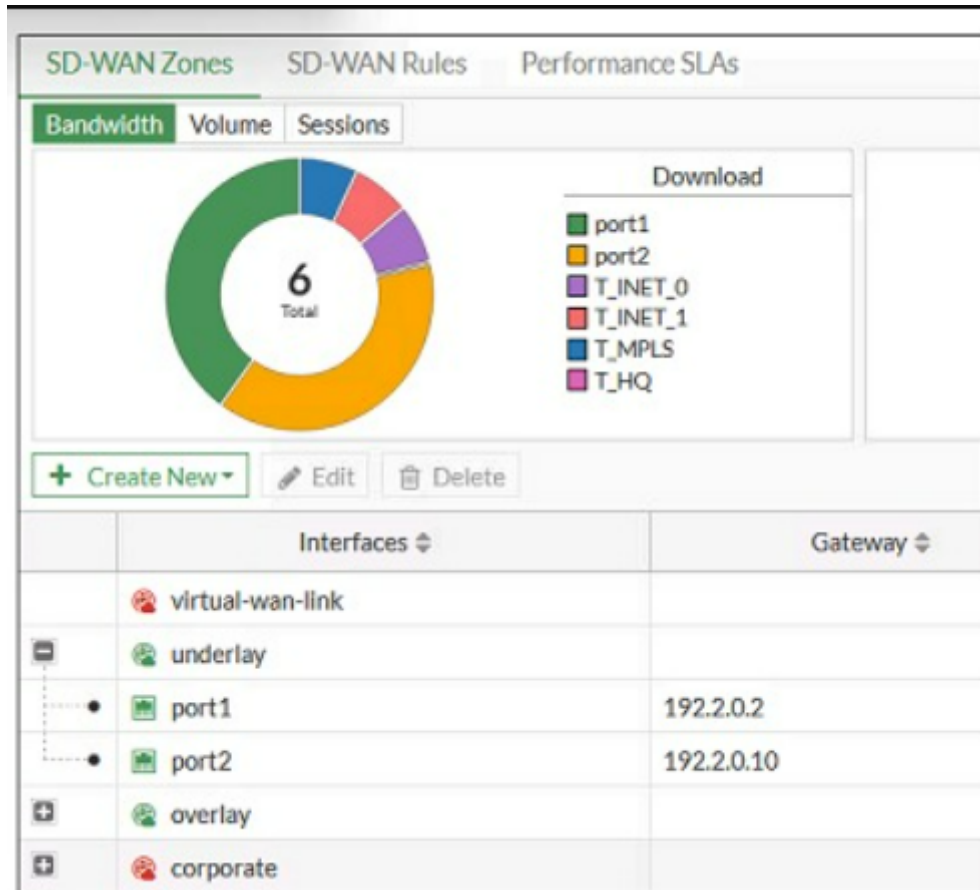 SD-WAN Zones SD-WAN Rules Performance SLAs
Bandwidth Volume Sessions
6
Total
Download
port1
port2
T_INET_0
T_INET_1
T_MPLS
T_HQ
+ Create New Edit Delete
Interfaces Gateway
virtual-wan-link
underlay
port1 192.2.0.2
port2 192.2.0.10
overlay
corporate